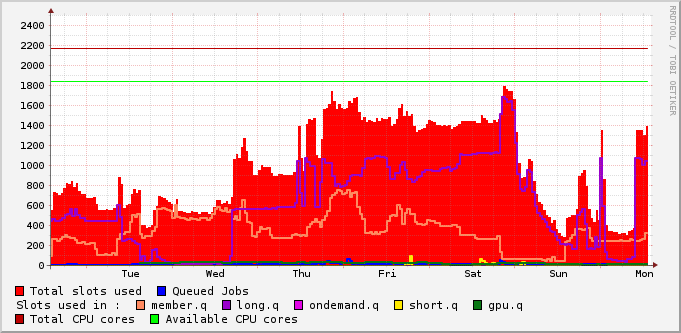 2400
2200
2000
1800
1600
1400
1200
1000
800
600
400
200
0
Tue Wed Thu Fri Sat Sun Mon
Total slots used Queued Jobs
Slots used in : member.q long.q ondemand.q short.q gpu.q
Total CPU cores Available CPU cores
RRDTOOL / TOBI OETIKER